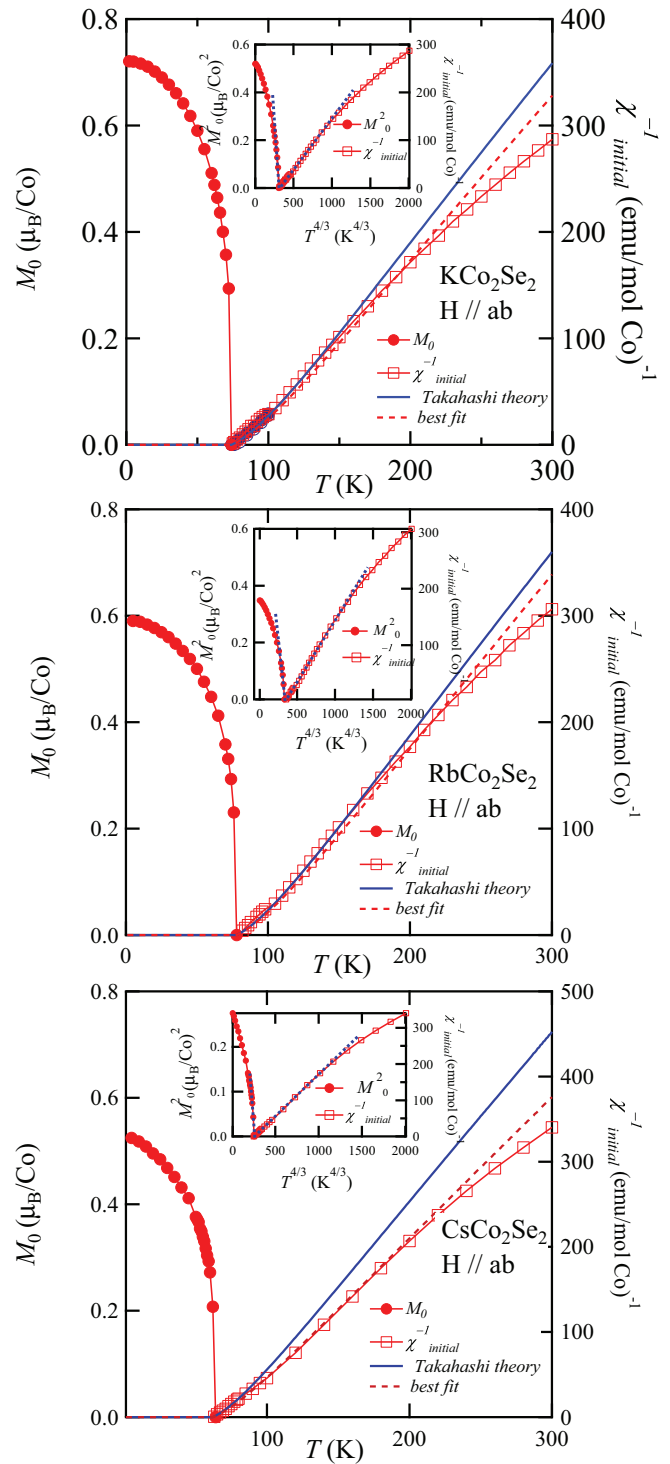 0.8
0.6
0.4
0.2
0.0
M₀ (μB/Co)
400
300
200
100
0
χ⁻¹initial (emu/mol Co)⁻¹
0
100
200
300
T (K)
0.6
0.4
0.2
0.0
M²₀(μB/Co)²
300
200
100
0
χ⁻¹initial(emu/mol Co)⁻¹
0
500
1000
1500
2000
T⁴/³ (K⁴/³)
M²₀
χ⁻¹initial
KCo₂Se₂
H // ab
M₀
χ⁻¹initial
Takahashi theory
best fit
0.8
0.6
0.4
0.2
0.0
M₀ (μB/Co)
400
300
200
100
0
χ⁻¹initial (emu/mol Co)⁻¹
0
100
200
300
T (K)
0.6
0.4
0.2
0.0
M²₀(μB/Co)²
300
200
100
0
χ⁻¹initial(emu/mol Co)⁻¹
0
500
1000
1500
2000
T⁴/³ (K⁴/³)
M²₀
χ⁻¹initial
RbCo₂Se₂
H // ab
M₀
χ⁻¹initial
Takahashi theory
best fit
0.8
0.6
0.4
0.2
0.0
M₀ (μB/Co)
500
400
300
200
100
0
χ⁻¹initial (emu/mol Co)⁻¹
100
200
300
T (K)
0.2
0.1
0.0
M²₀(μB/Co)²
300
200
100
0
χ⁻¹initial(emu/mol Co)⁻¹
0
500
1000
1500
2000
T⁴/³ (K⁴/³)
M²₀
χ⁻¹initial
CsCo₂Se₂
H // ab
M₀
χ⁻¹initial
Takahashi theory
best fit